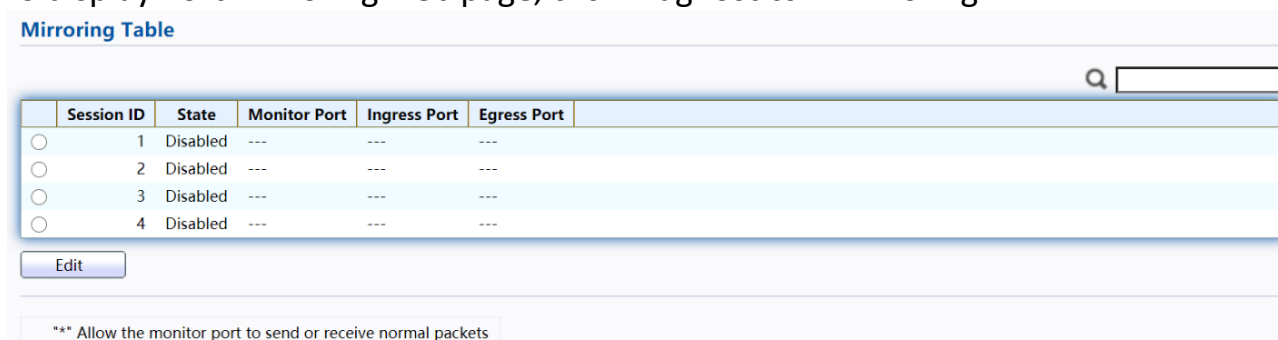 Mirroring Table
Session ID State Monitor Port Ingress Port Egress Port
1 Disabled --- --- ---
2 Disabled --- --- ---
3 Disabled --- --- ---
4 Disabled --- --- ---
Edit
"*" Allow the monitor port to send or receive normal packets